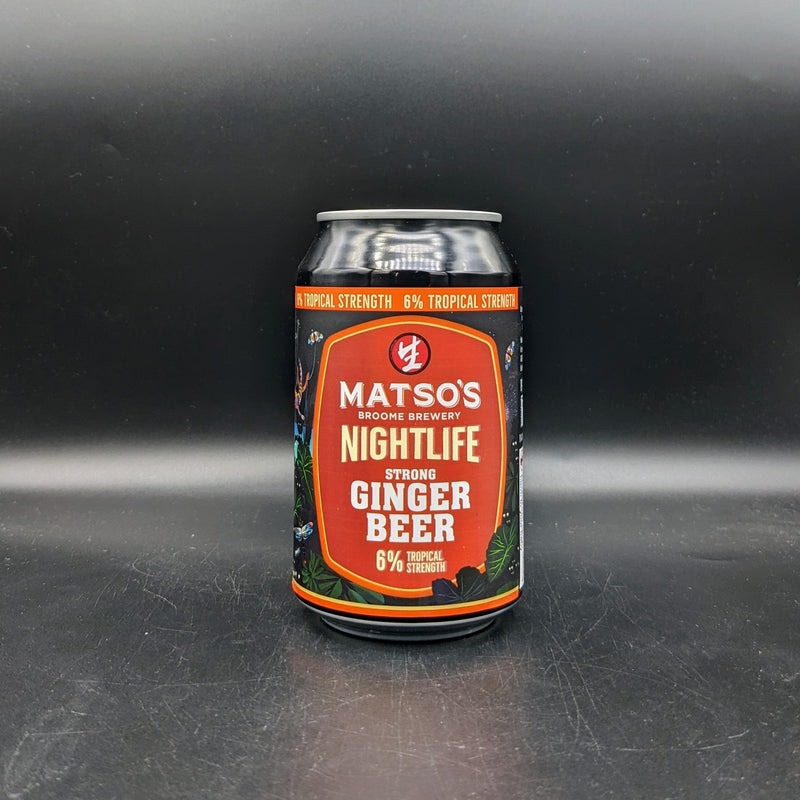 6% TROPICAL STRENGTH 6% TROPICAL STRENGTH
生
MATSO'S
BROOME BREWERY
NIGHTLIFE
STRONG
GINGER
BEER
6% TROPICAL
STRENGTH